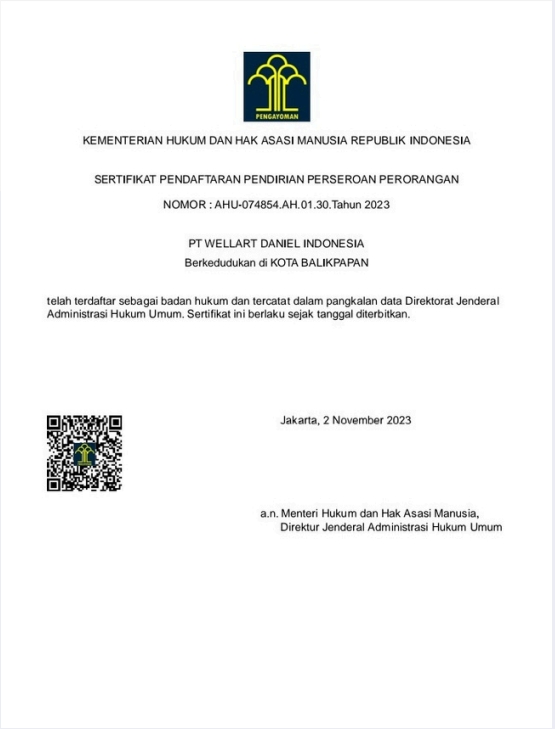 PENGAYOMAN
KEMENTERIAN HUKUM DAN HAK ASASI MANUSIA REPUBLIK INDONESIA
SERTIFIKAT PENDAFTARAN PENDIRIAN PERSEROAN PERORANGAN
NOMOR : AHU-074854.AH.01.30.Tahun 2023
PT WELLART DANIEL INDONESIA
Berkedudukan di KOTA BALIKPAPAN
telah terdaftar sebagai badan hukum dan tercatat dalam pangkalan data Direktorat Jenderal
Administrasi Hukum Umum. Sertifikat ini berlaku sejak tanggal diterbitkan.
Jakarta, 2 November 2023
a.n. Menteri Hukum dan Hak Asasi Manusia,
Direktur Jenderal Administrasi Hukum Umum